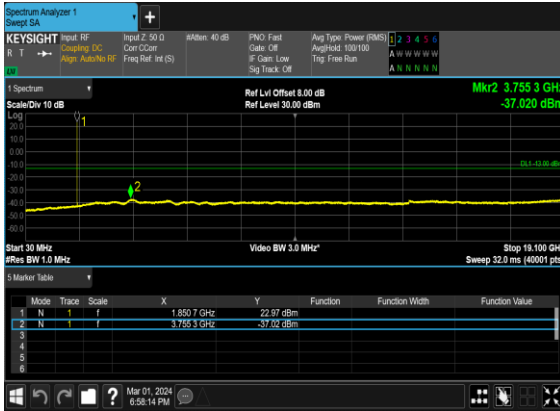 Spectrum Analyzer 1
Swept SA
+
KEYSIGHT
R T
Input: RF
Coupling: DC
Align: Auto/No RF
Input Z: 50 Ω
Corr CCorr
Freq Ref: Int (S)
#Atten: 40 dB
PNO: Fast
Gate: Off
IF Gain: Low
Sig Track: Off
Avg Type: Power (RMS)
Avg|Hold: 100/100
Trig: Free Run
1 2 3 4 5 6
A W W W W W
A N N N N N
1 Spectrum
Scale/Div 10 dB
Ref Lvl Offset 8.00 dB
Ref Level 30.00 dBm
Mkr2 3.755 3 GHz
-37.020 dBm
Log
20.0
10.0
0.00
-10.0
-20.0
-30.0
-40.0
-50.0
-60.0
1
2
DL1 -13.00 dBm
Start 30 MHz
#Res BW 1.0 MHz
Video BW 3.0 MHz*
Stop 19.100 GH
Sweep 32.0 ms (40001 pts
5 Marker Table
Mode Trace Scale X Y Function Function Width Function Value
1 N 1 f 1.850 7 GHz 22.97 dBm
2 N 1 f 3.755 3 GHz -37.02 dBm
3
4
5
6
?
Mar 01, 2024
6:58:14 PM